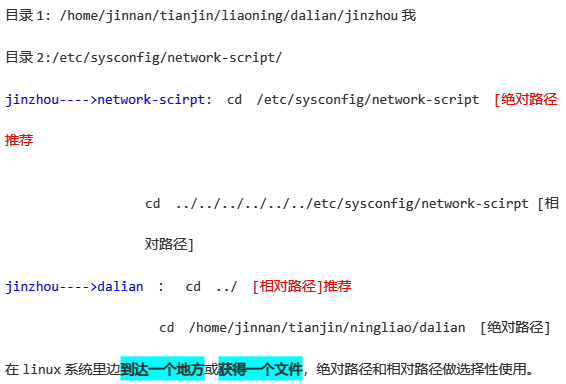 目录 1: /home/jinnan/tianjin/liaoning/dalian/jinzhou 我
目录 2:/etc/sysconfig/network-script/
jinzhou---->network-scirpt: cd /etc/sysconfig/network-script [绝对路径
推荐
cd ../../../../../../etc/sysconfig/network-scirpt [相
对路径]
jinzhou---->dalian : cd ../ [相对路径]推荐
cd /home/jinnan/tianjin/ningliao/dalian [绝对路径]
在 linux 系统里边到达一个地方或获得一个文件，绝对路径和相对路径做选择性使用。